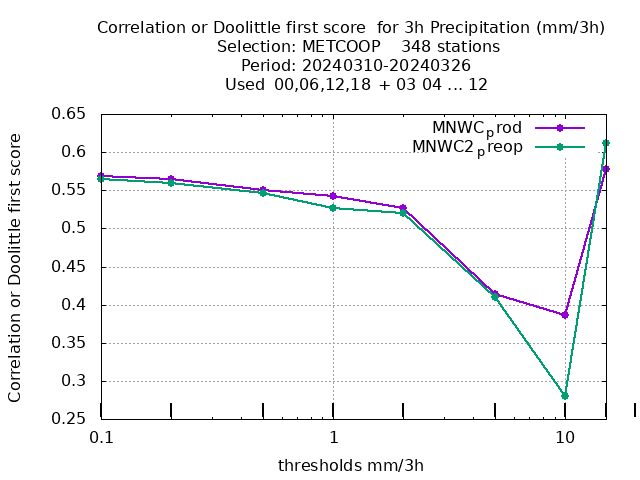 Correlation or Doolittle first score  for 3h Precipitation (mm/3h)
Selection: METCOOP    348 stations
Period: 20240310-20240326
Used  00,06,12,18 + 03 04 ... 12
MNWCprod
MNWC2preop
Correlation or Doolittle first score
0.65
0.6
0.55
0.5
0.45
0.4
0.35
0.3
0.25
0.1 1 10
thresholds mm/3h